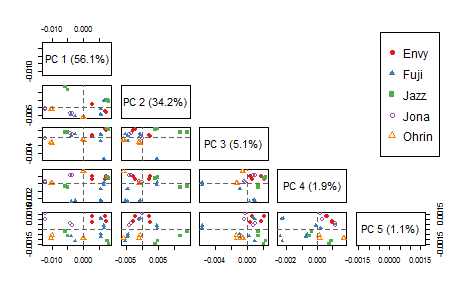 -0.010 0.000
-0.010
PC 1 (56.1%)
Envy
Fuji
Jazz
Jona
Ohrin
-0.005
PC 2 (34.2%)
-0.004
PC 3 (5.1%)
-0.002
PC 4 (1.9%)
-0.0015
PC 5 (1.1%)
-0.0015 0.0015
-0.010 0.000 -0.005 0.005 -0.004 0.000 -0.002 0.000 -0.0015 0.0000 0.0015